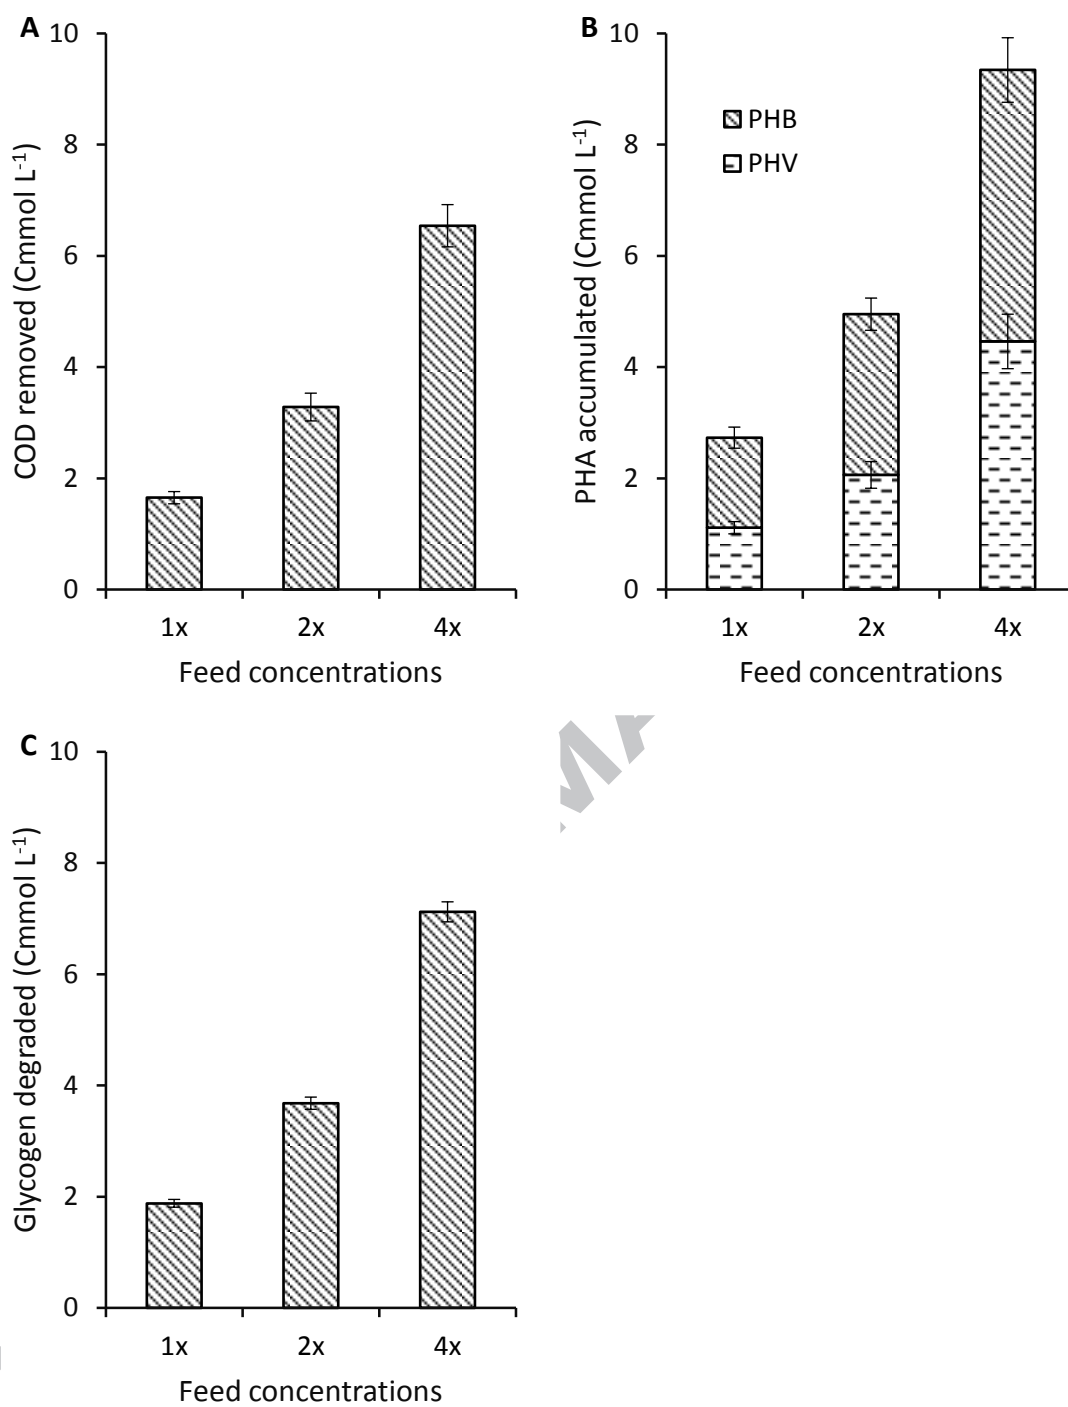 A
10
8
6
4
2
0
COD removed (Cmmol L⁻¹)
1x 2x 4x
Feed concentrations
B
10
8
6
4
2
0
PHA accumulated (Cmmol L⁻¹)
PHB
PHV
1x 2x 4x
Feed concentrations
C
10
8
6
4
2
0
Glycogen degraded (Cmmol L⁻¹)
1x 2x 4x
Feed concentrations